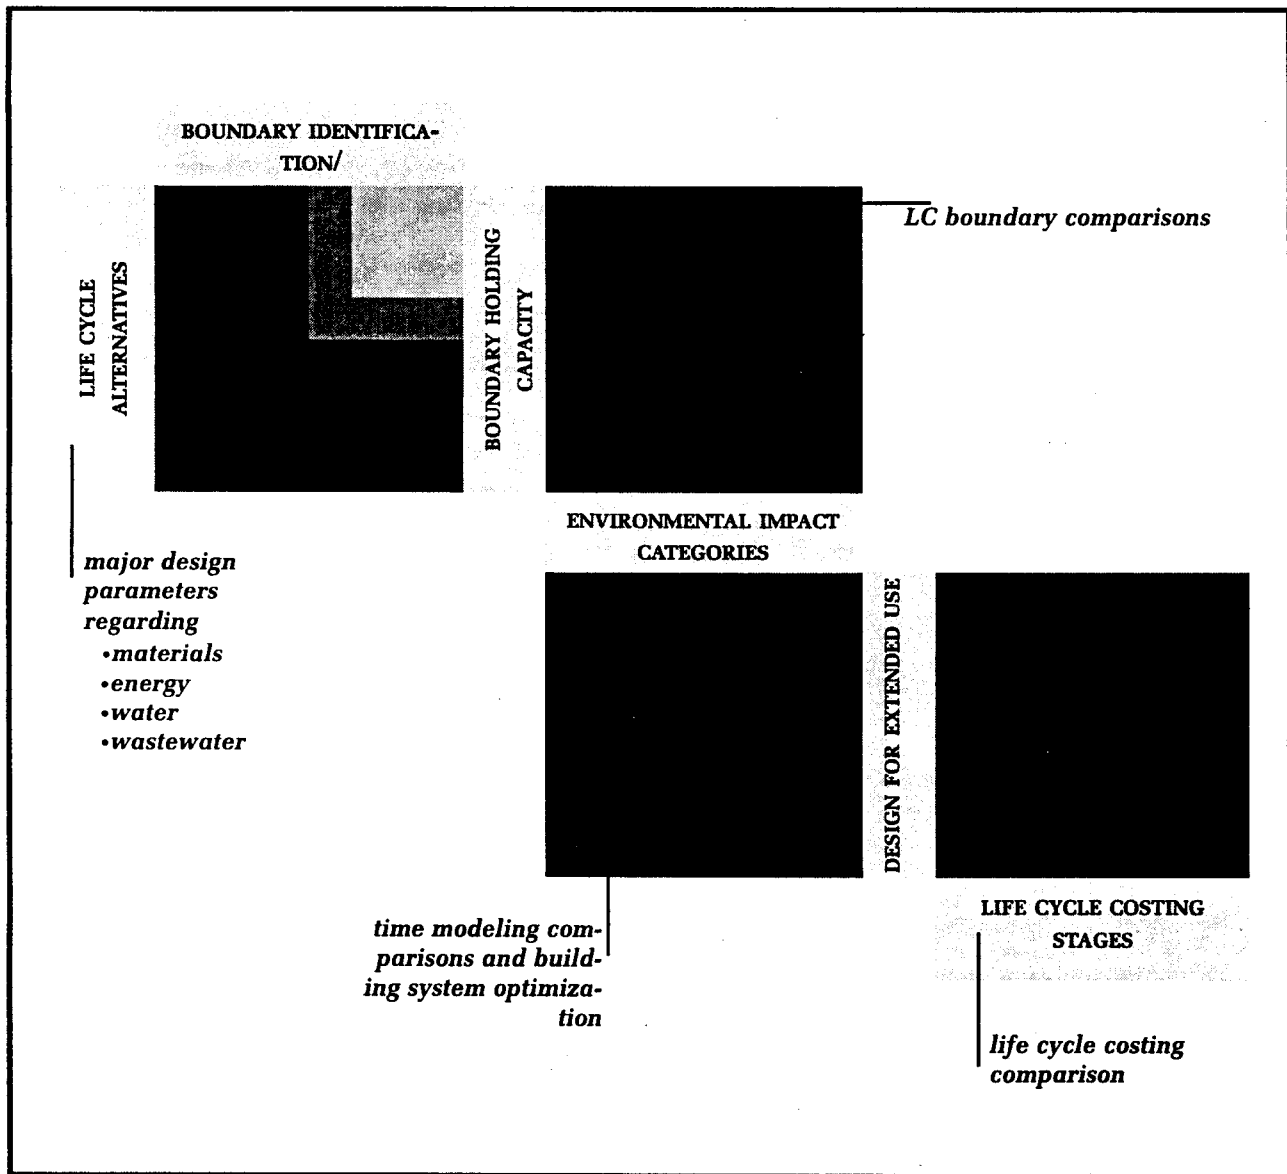 BOUNDARY IDENTIFICA-
TION/
LIFE CYCLE
ALTERNATIVES
BOUNDARY HOLDING
CAPACITY
LC boundary comparisons
ENVIRONMENTAL IMPACT
CATEGORIES
major design
parameters
regarding
•materials
•energy
•water
•wastewater
DESIGN FOR EXTENDED USE
time modeling com-
parisons and build-
ing system optimiza-
tion
LIFE CYCLE COSTING
STAGES
life cycle costing
comparison